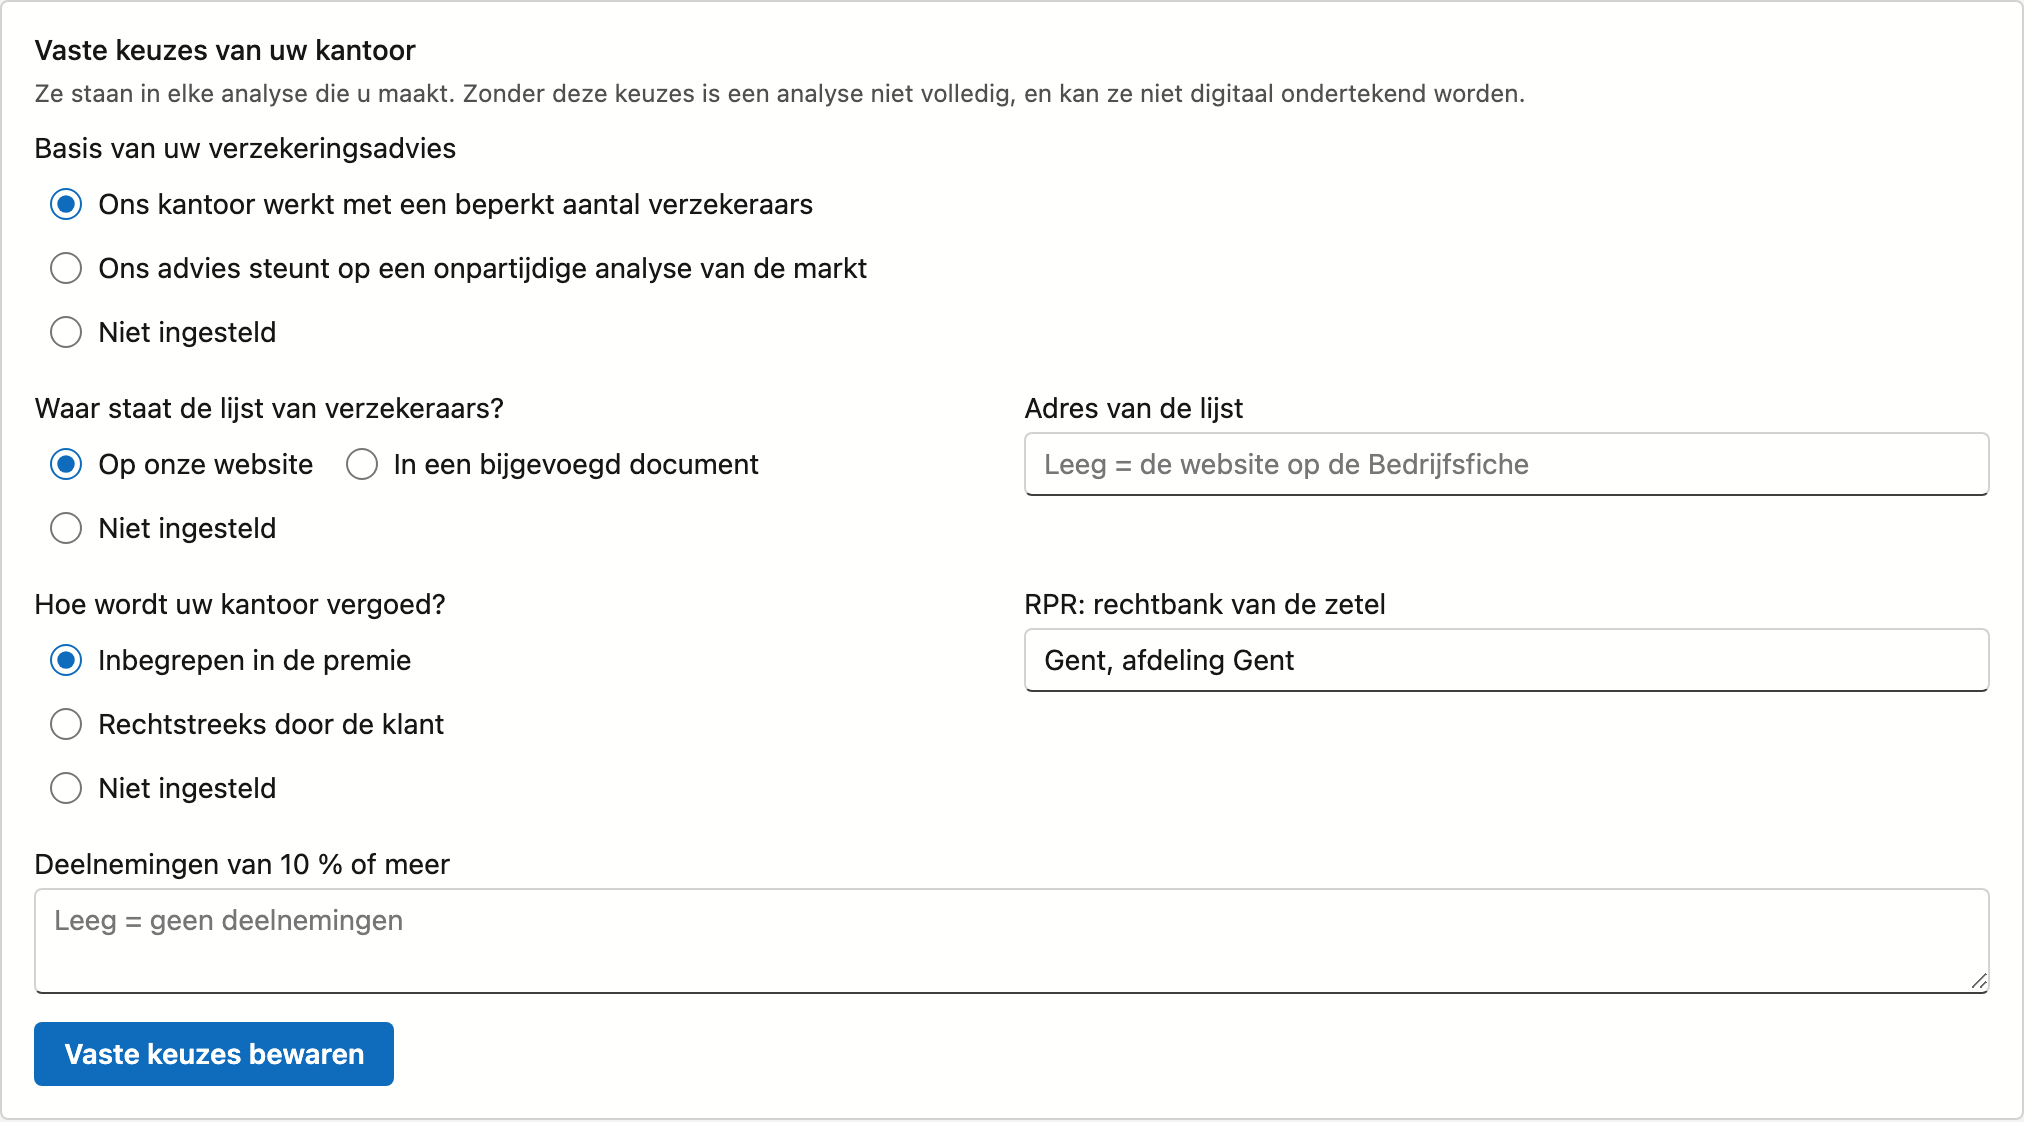 Vaste keuzes van uw kantoor
Ze staan in elke analyse die u maakt. Zonder deze keuzes is een analyse niet volledig, en kan ze niet digitaal ondertekend worden.
Basis van uw verzekeringsadvies
Ons kantoor werkt met een beperkt aantal verzekeraars
Ons advies steunt op een onpartijdige analyse van de markt
Niet ingesteld
Waar staat de lijst van verzekeraars?
Op onze website
In een bijgevoegd document
Niet ingesteld
Adres van de lijst
Leeg = de website op de Bedrijfsfiche
Hoe wordt uw kantoor vergoed?
Inbegrepen in de premie
Rechtstreeks door de klant
Niet ingesteld
RPR: rechtbank van de zetel
Gent, afdeling Gent
Deelnemingen van 10 % of meer
Leeg = geen deelnemingen
Vaste keuzes bewaren